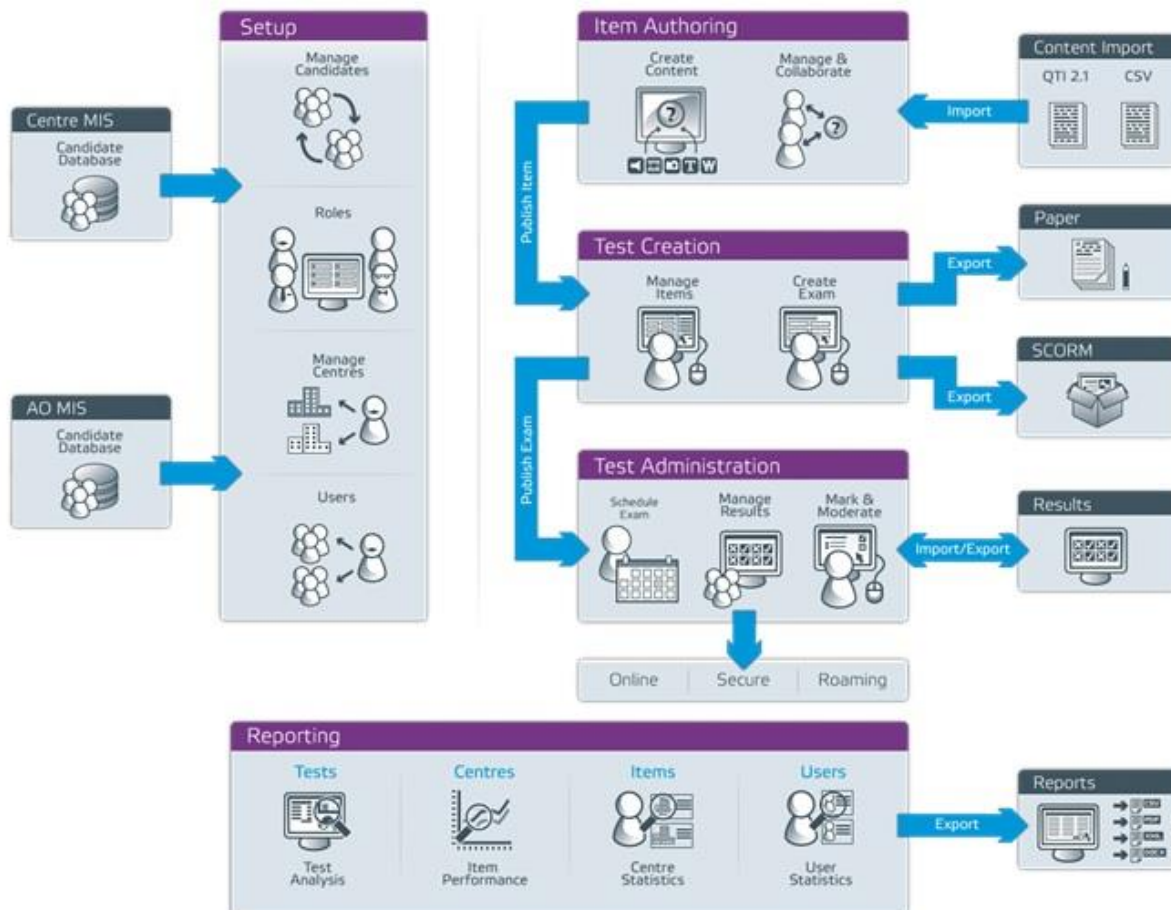 Setup
Manage
Candidates
Roles
Manage
Centres
Users
Centre MIS
Candidate
Database
AO MIS
Candidate
Database
Item Authoring
Create
Content
Manage &
Collaborate
T W
Import
Content Import
QTI 2.1 CSV
Publish Item
Test Creation
Manage
Items
Create
Exam
Export
Paper
Export
SCORM
Publish Exam
Test Administration
Schedule
Exam
Manage
Results
Mark &
Moderate
Import/Export
Results
Online Secure Roaming
Reporting
Tests
Test
Analysis
Centres
Item
Performance
Items
Centre
Statistics
Users
User
Statistics
Export
Reports
CSV
PDF
XML